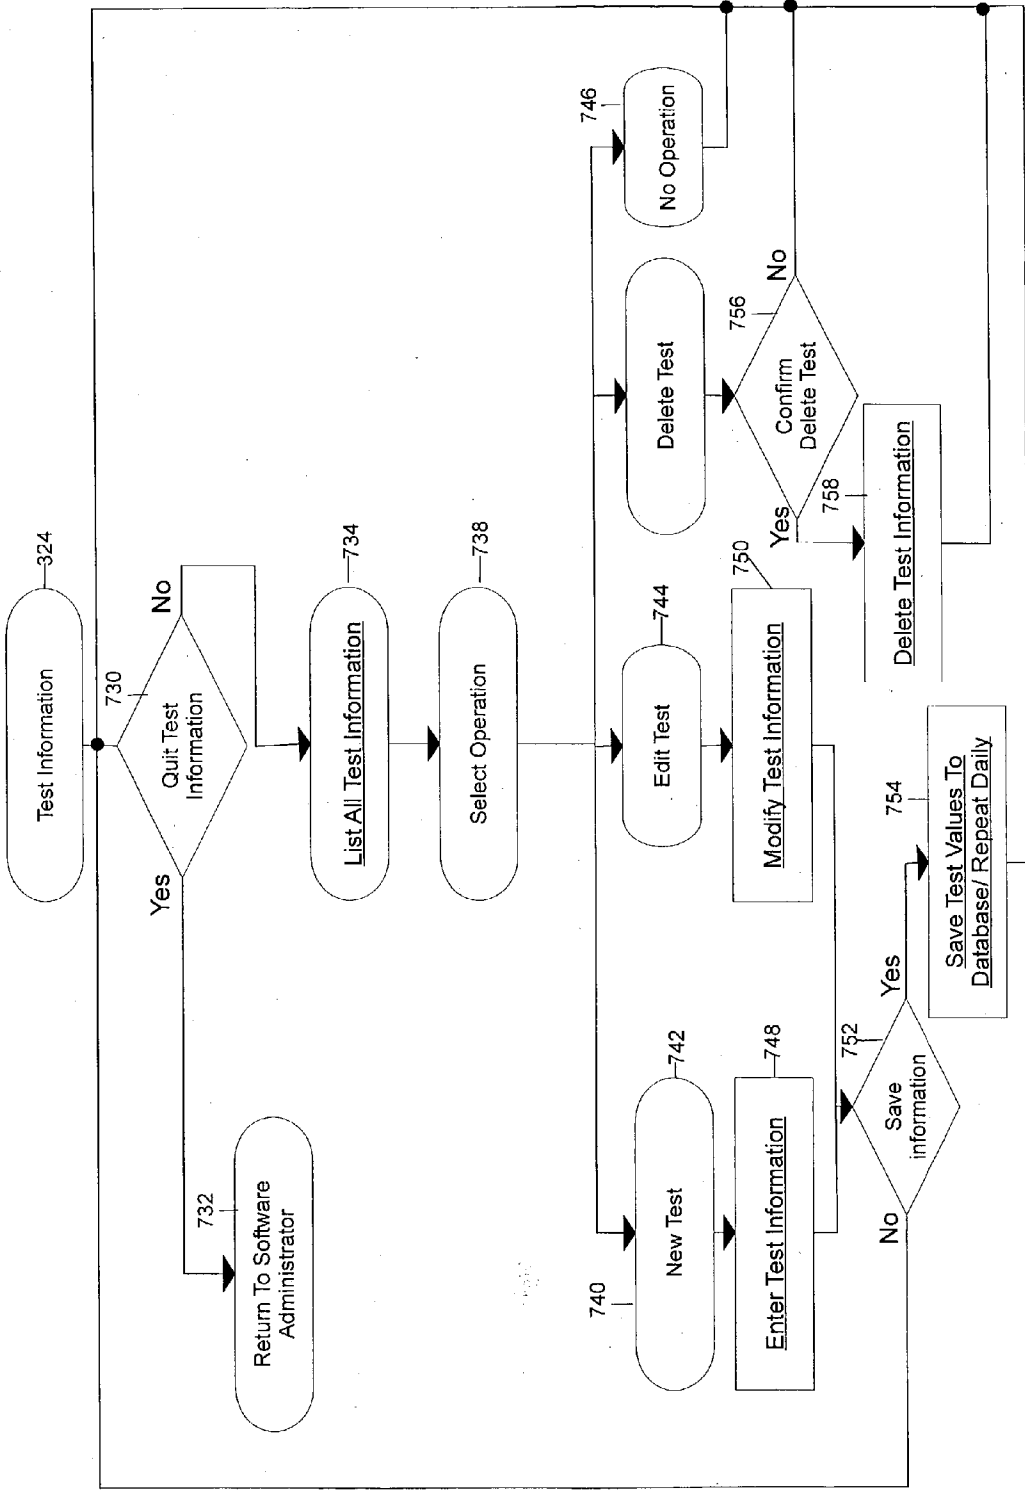 Test Information
324
730
Quit Test
Information
Yes
No
732
Return To Software
Administrator
List All Test Information
734
Select Operation
738
740
New Test
742
Edit Test
744
Delete Test
No Operation
746
Enter Test Information
748
Modify Test Information
750
Confirm
Delete Test
756
Yes
No
758
Delete Test Information
752
Save
information
No
Yes
754
Save Test Values To
Database/ Repeat Daily